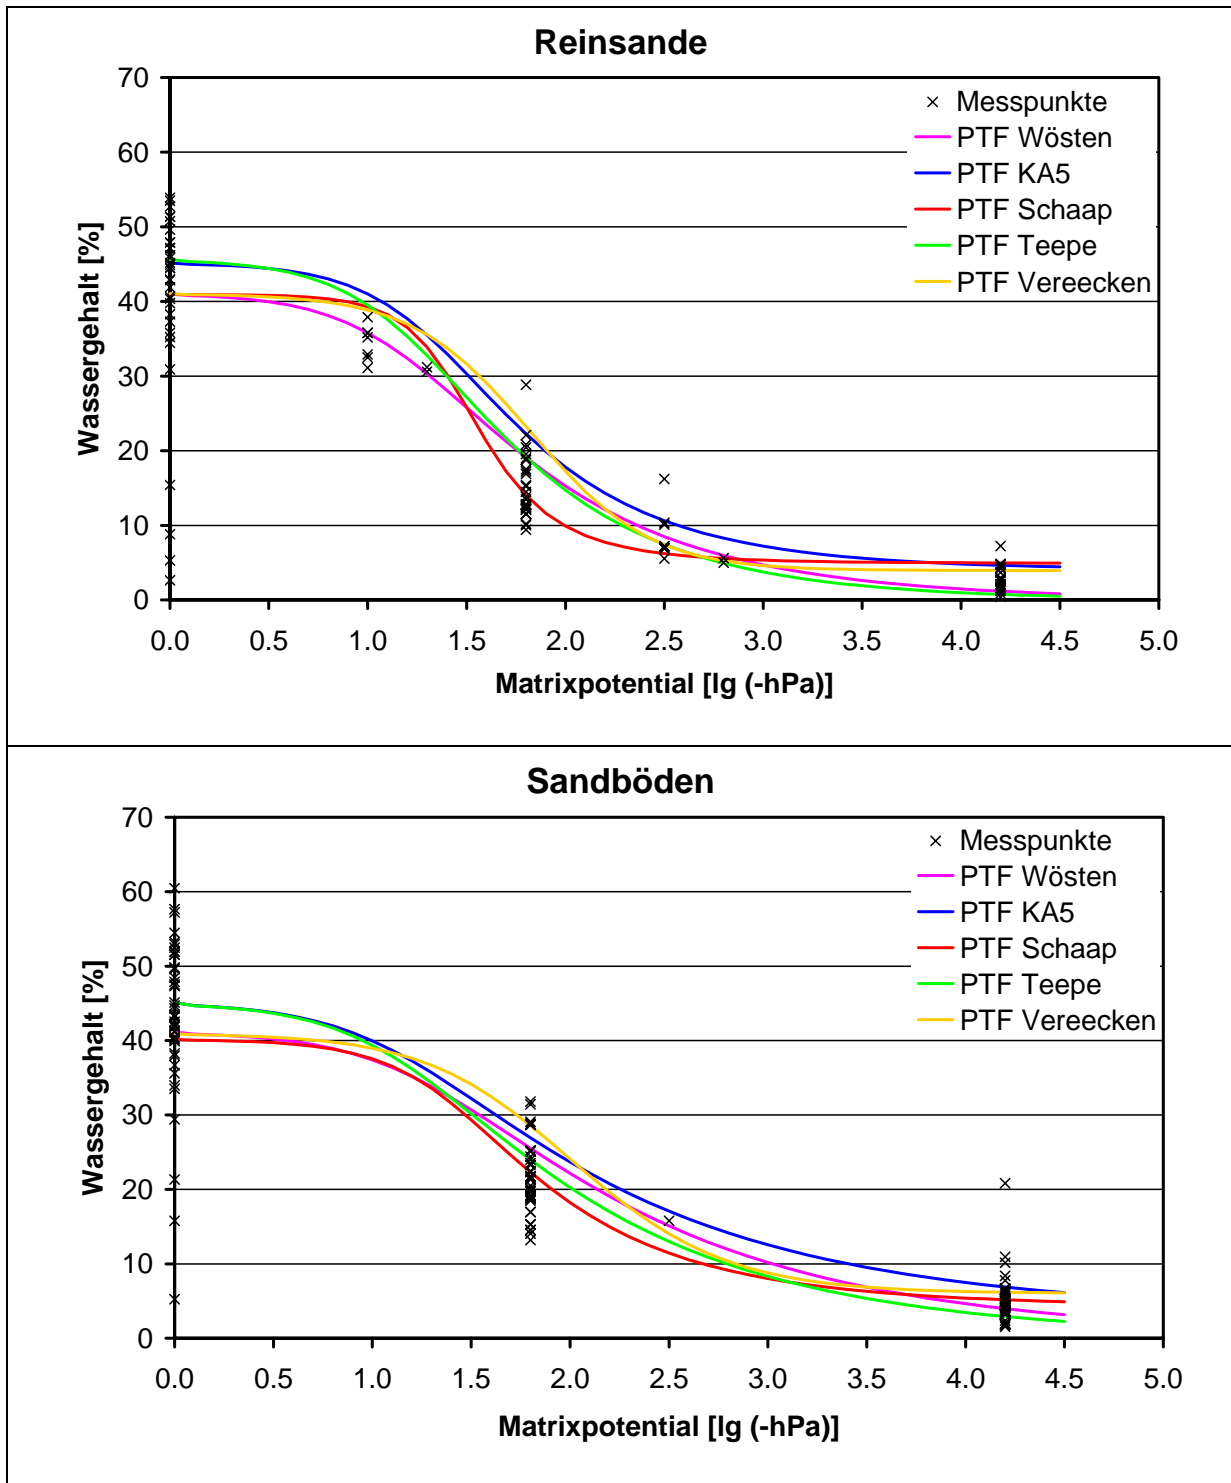 Reinsande
70
60
50
40
30
20
10
0
Wassergehalt [%]
Messpunkte
PTF Wösten
PTF KA5
PTF Schaap
PTF Teepe
PTF Vereecken
0.0 0.5 1.0 1.5 2.0 2.5 3.0 3.5 4.0 4.5 5.0
Matrixpotential [lg (-hPa)]
Sandböden
70
60
50
40
30
20
10
0
Wassergehalt [%]
Messpunkte
PTF Wösten
PTF KA5
PTF Schaap
PTF Teepe
PTF Vereecken
0.0 0.5 1.0 1.5 2.0 2.5 3.0 3.5 4.0 4.5 5.0
Matrixpotential [lg (-hPa)]